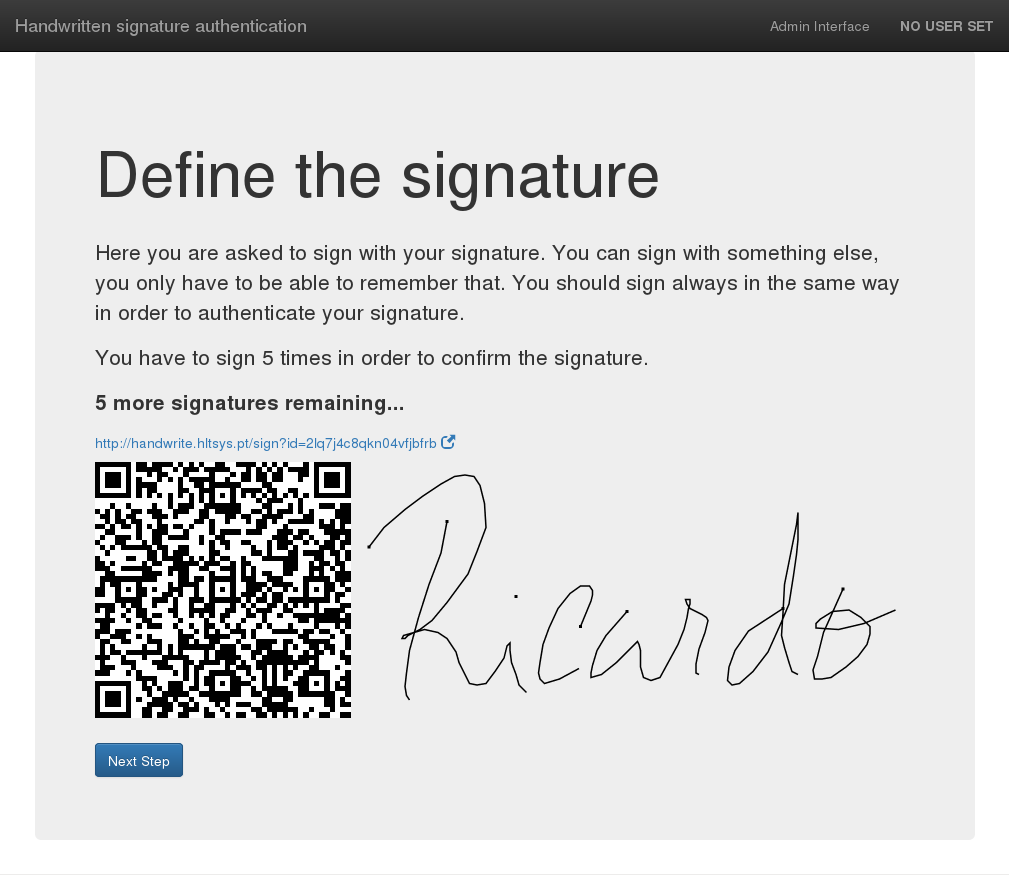 Handwritten signature authentication
Admin Interface
NO USER SET
Define the signature
Here you are asked to sign with your signature. You can sign with something else,
you only have to be able to remember that. You should sign always in the same way
in order to authenticate your signature.
You have to sign 5 times in order to confirm the signature.
5 more signatures remaining...
http://handwrite.hltsys.pt/sign?id=2lq7j4c8qkn04vfjbfrb
Ricardo
Next Step